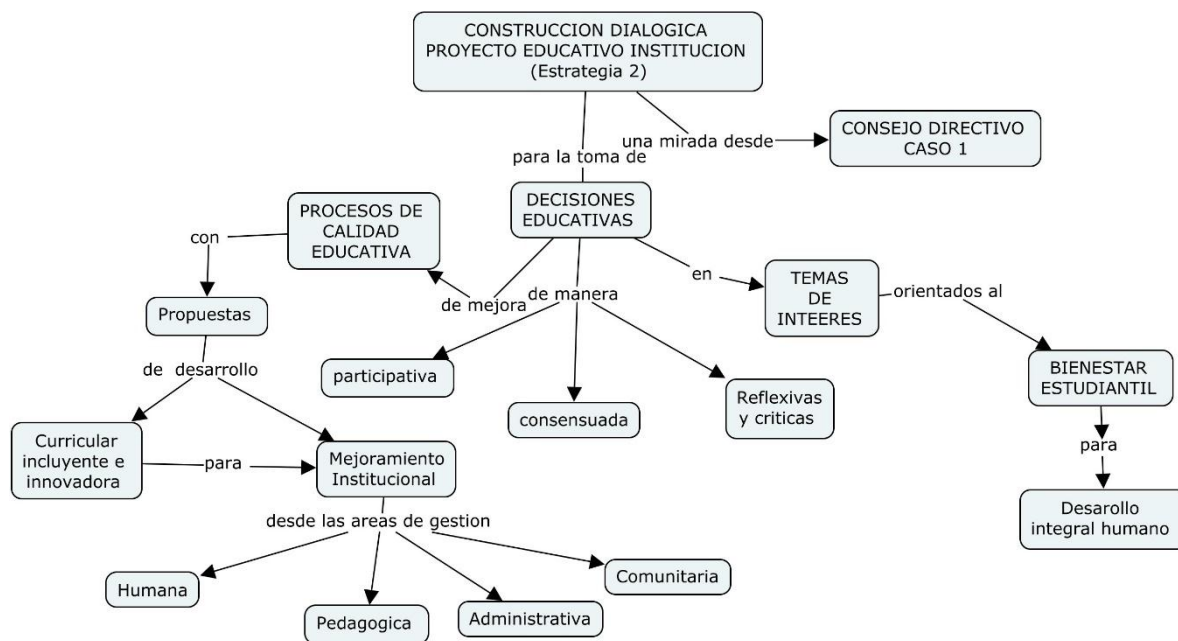 CONSTRUCCION DIALOGICA
PROYECTO EDUCATIVO INSTITUCION
(Estrategia 2)
una mirada desde
CONSEJO DIRECTIVO
CASO 1
para la toma de
DECISIONES
EDUCATIVAS
PROCESOS DE
CALIDAD
EDUCATIVA
con
de mejora
de manera
en
TEMAS
DE
INTEERES
orientados al
Propuestas
de desarrollo
participativa
consensuada
Reflexivas
y criticas
BIENESTAR
ESTUDIANTIL
para
Desarollo
integral humano
Curricular
incluyente e
innovadora
para
Mejoramiento
Institucional
desde las areas de gestion
Humana
Pedagogica
Administrativa
Comunitaria